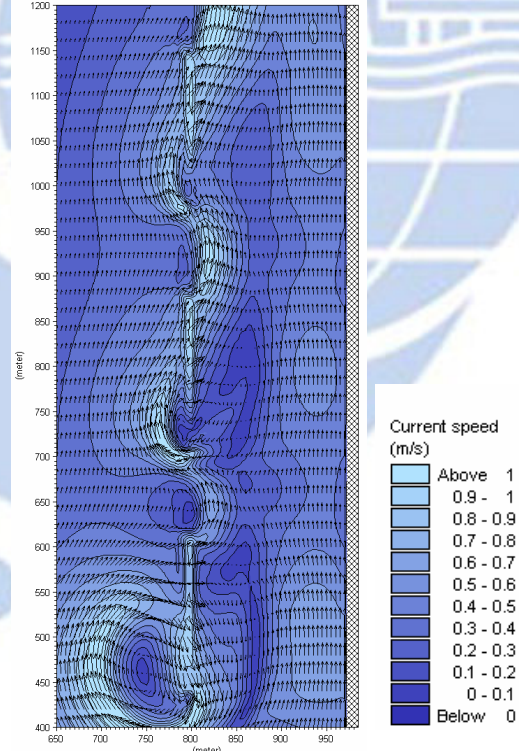 1200
1100
1050
1000
950
900
850
800
750
700
650
600
550
500
450
400
(meter)
650 700 750 800 850 900 950
(meter)
Current speed
(m/s)
Above 1
0.9 - 1
0.8 - 0.9
0.7 - 0.8
0.6 - 0.7
0.5 - 0.6
0.4 - 0.5
0.3 - 0.4
0.2 - 0.3
0.1 - 0.2
0 - 0.1
Below 0